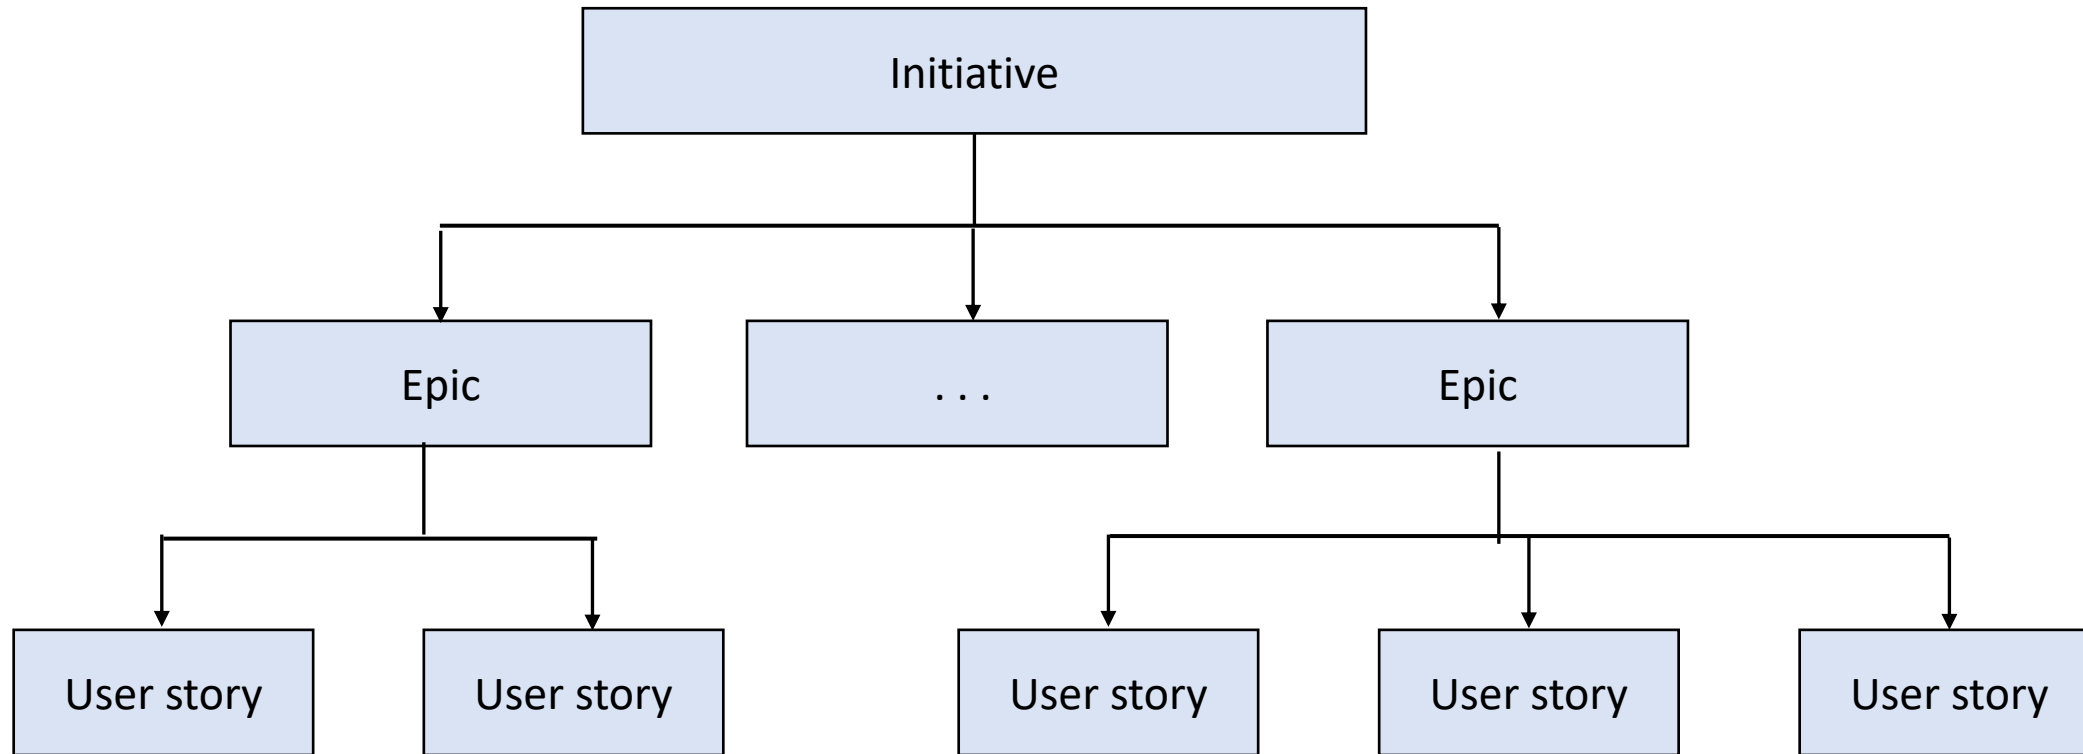 Initiative
Epic
. . .
Epic
User story
User story
User story
User story
User story